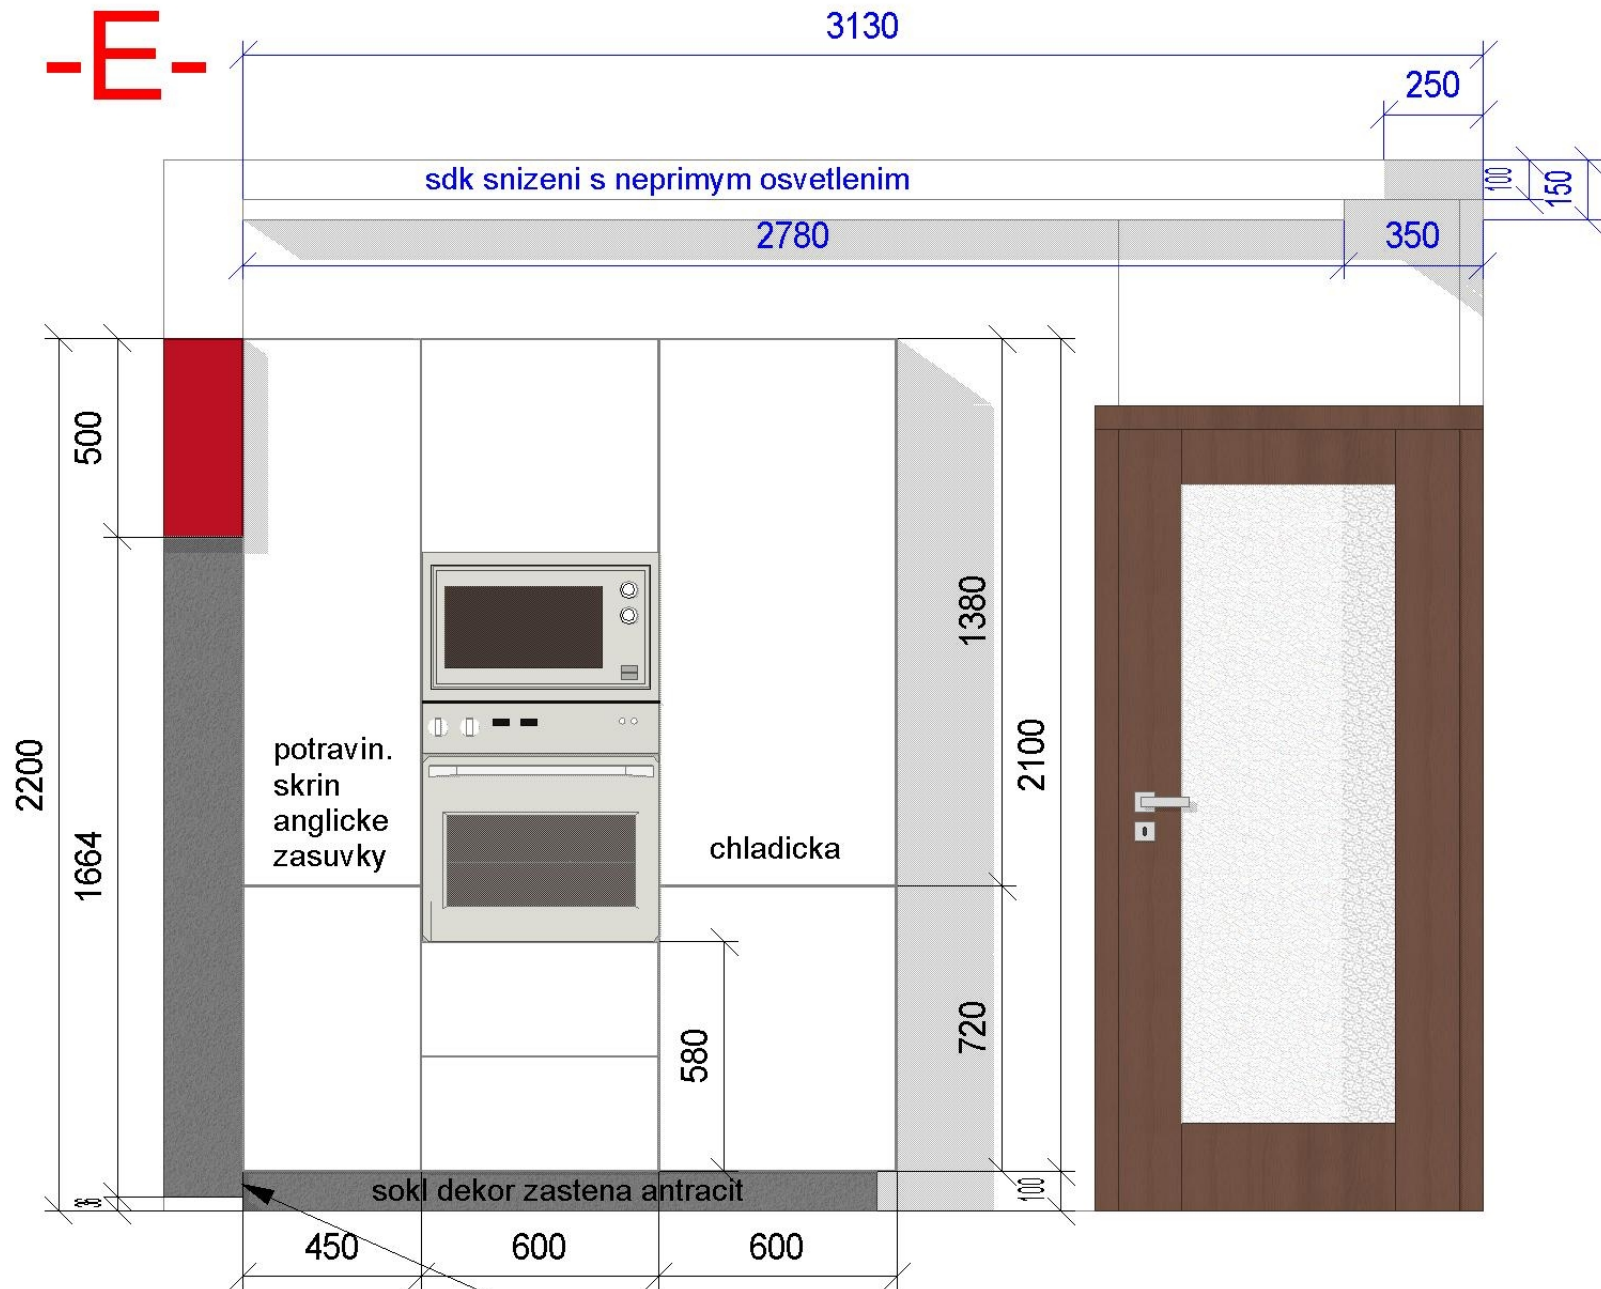 -E-
3130
250
sdk snizeni s neprimym osvetlenim
100
150
2780
350
500
1380
2200
2100
potravin.
skrin
anglicke
zasuvky
1664
chladicka
580
720
36
sokl dekor zastena antracit
100
450
600
600